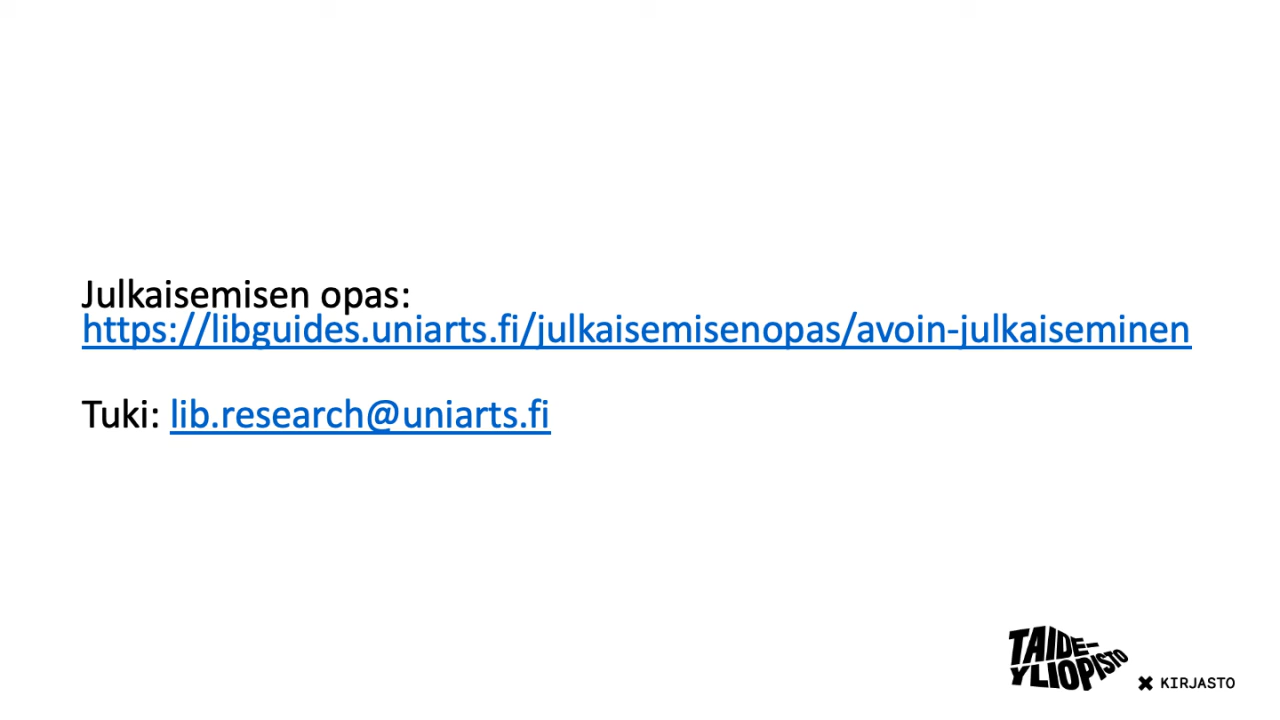 Julkaisemisen opas:
https://libguides.uniarts.fi/julkaisemisenopas/avoin-julkaiseminen
Tuki: lib.research@uniarts.fi
TAIDE-
YLIOPISTO
✖ KIRJASTO